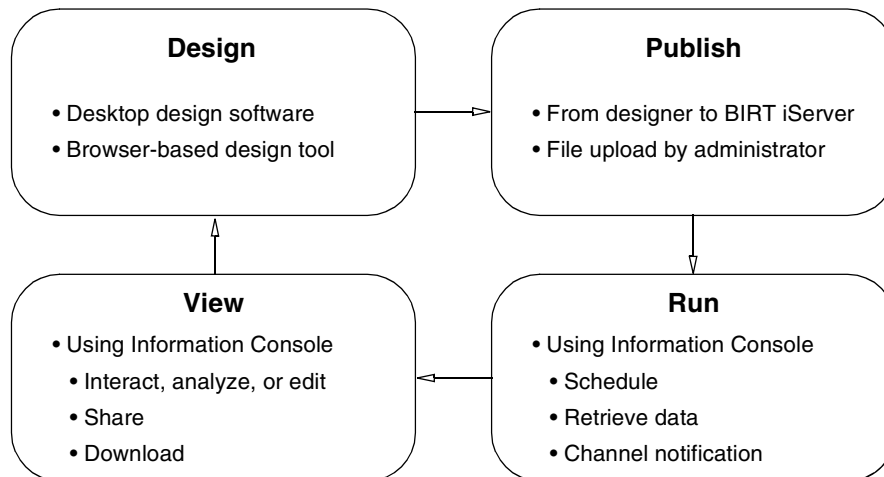 Design
• Desktop design software
• Browser-based design tool
Publish
• From designer to BIRT iServer
• File upload by administrator
View
• Using Information Console
• Interact, analyze, or edit
• Share
• Download
Run
• Using Information Console
• Schedule
• Retrieve data
• Channel notification